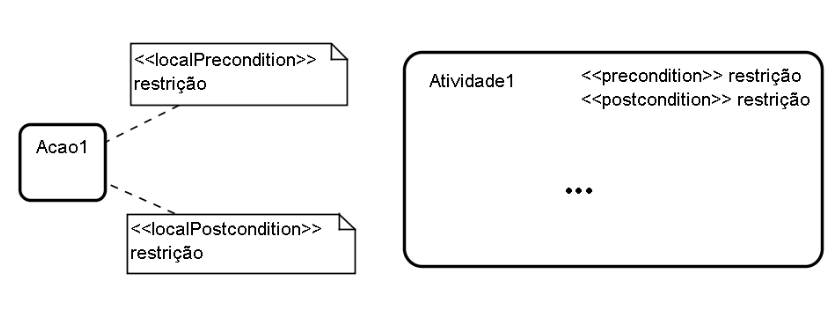 <<localPrecondition>>
restrição
Acao1
<<localPostcondition>>
restrição
Atividade1
<<precondition>> restrição
<<postcondition>> restrição
...